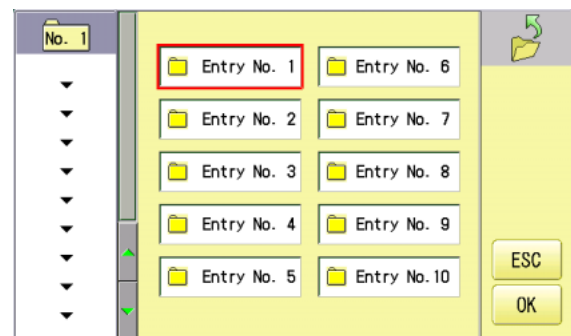 No. 1
Entry No. 1
Entry No. 6
Entry No. 2
Entry No. 7
Entry No. 3
Entry No. 8
Entry No. 4
Entry No. 9
Entry No. 5
Entry No.10
ESC
OK